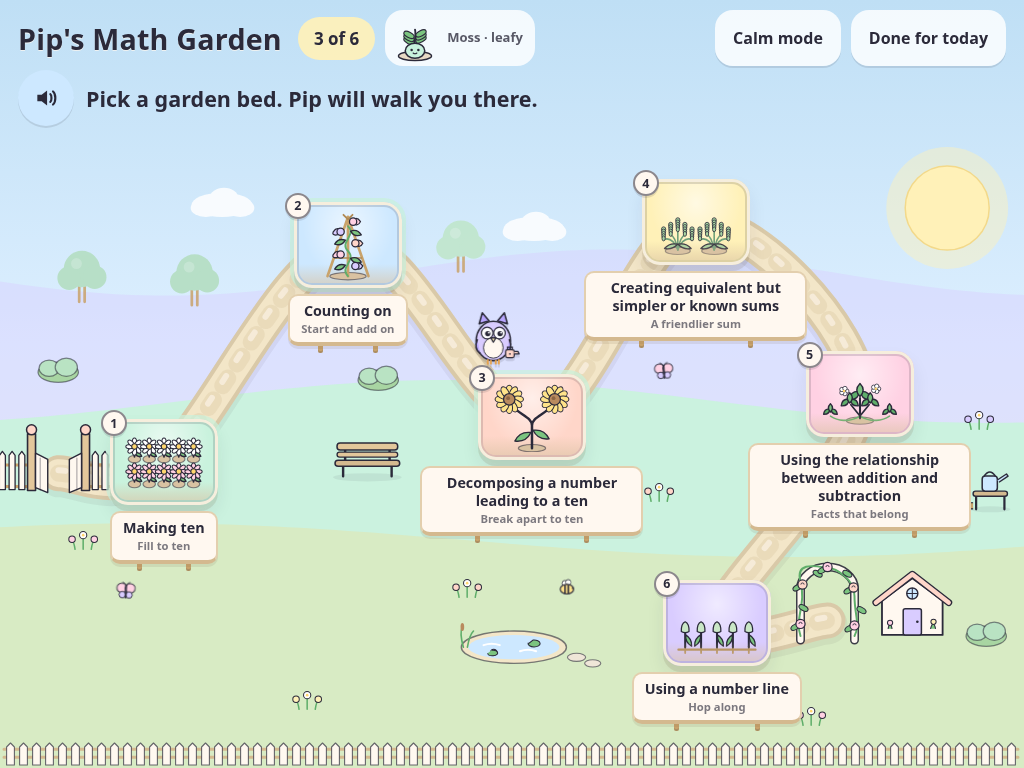 Pip's Math Garden
3 of 6
Moss · leafy
Calm mode
Done for today
Pick a garden bed. Pip will walk you there.
1
Making ten
Fill to ten
2
Counting on
Start and add on
3
Decomposing a number
leading to a ten
Break apart to ten
4
Creating equivalent but
simpler or known sums
A friendlier sum
5
Using the relationship
between addition and
subtraction
Facts that belong
6
Using a number line
Hop along